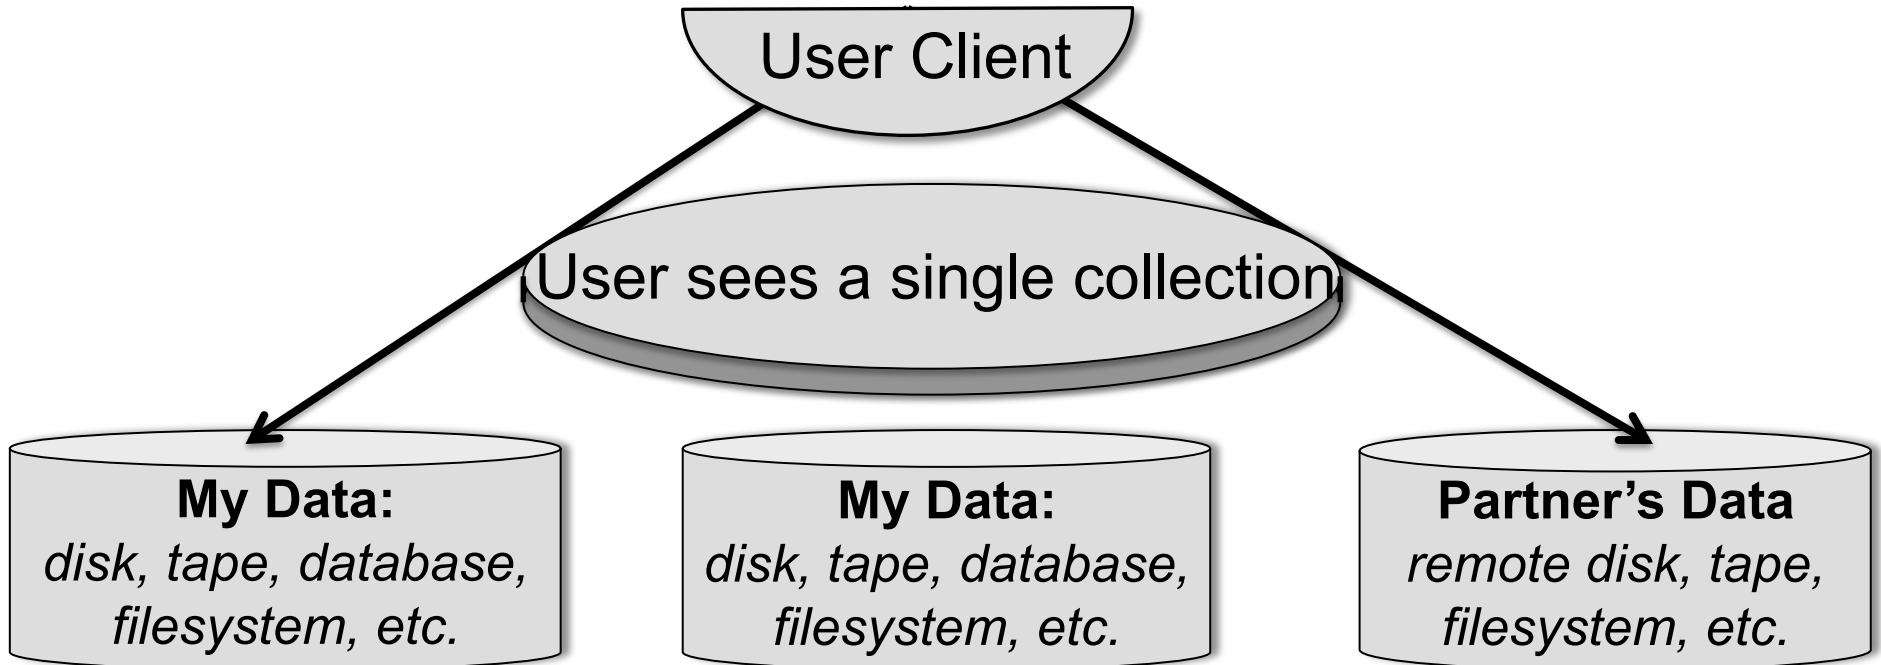 User Client
User sees a single collection
My Data:
disk, tape, database,
filesystem, etc.
My Data:
disk, tape, database,
filesystem, etc.
Partner’s Data
remote disk, tape,
filesystem, etc.